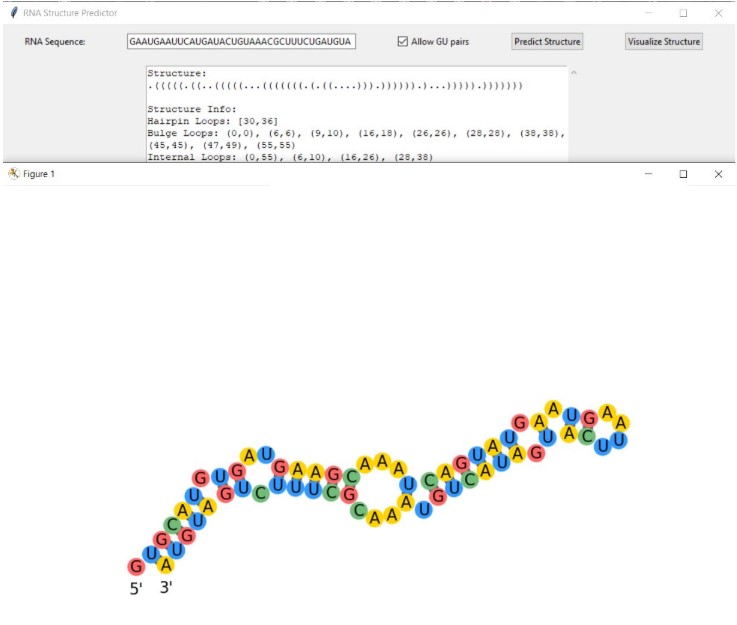 RNA Structure Predictor
RNA Sequence:
GAAUGAAUUCAUGAUACUGUAAACGCUUUCUGAUGUA
Allow GU pairs
Predict Structure
Visualize Structure
Structure:
.(((((.((..(((((...(((((((.(.((....))).)))))).)...))))).)))))))
Structure Info:
Hairpin Loops: [30,36]
Bulge Loops: (0,0), (6,6), (9,10), (16,18), (26,26), (28,28), (38,38),
(45,45), (47,49), (55,55)
Internal Loops: (0,55), (6,10), (16,26), (28,38)
Figure 1
G U G C A U G U G A U G A A G C A A A U C A G U A U G A A U G A A U U C A U G A U A C U G U A A A C G C U U U C U G A U G U A
5' 3'